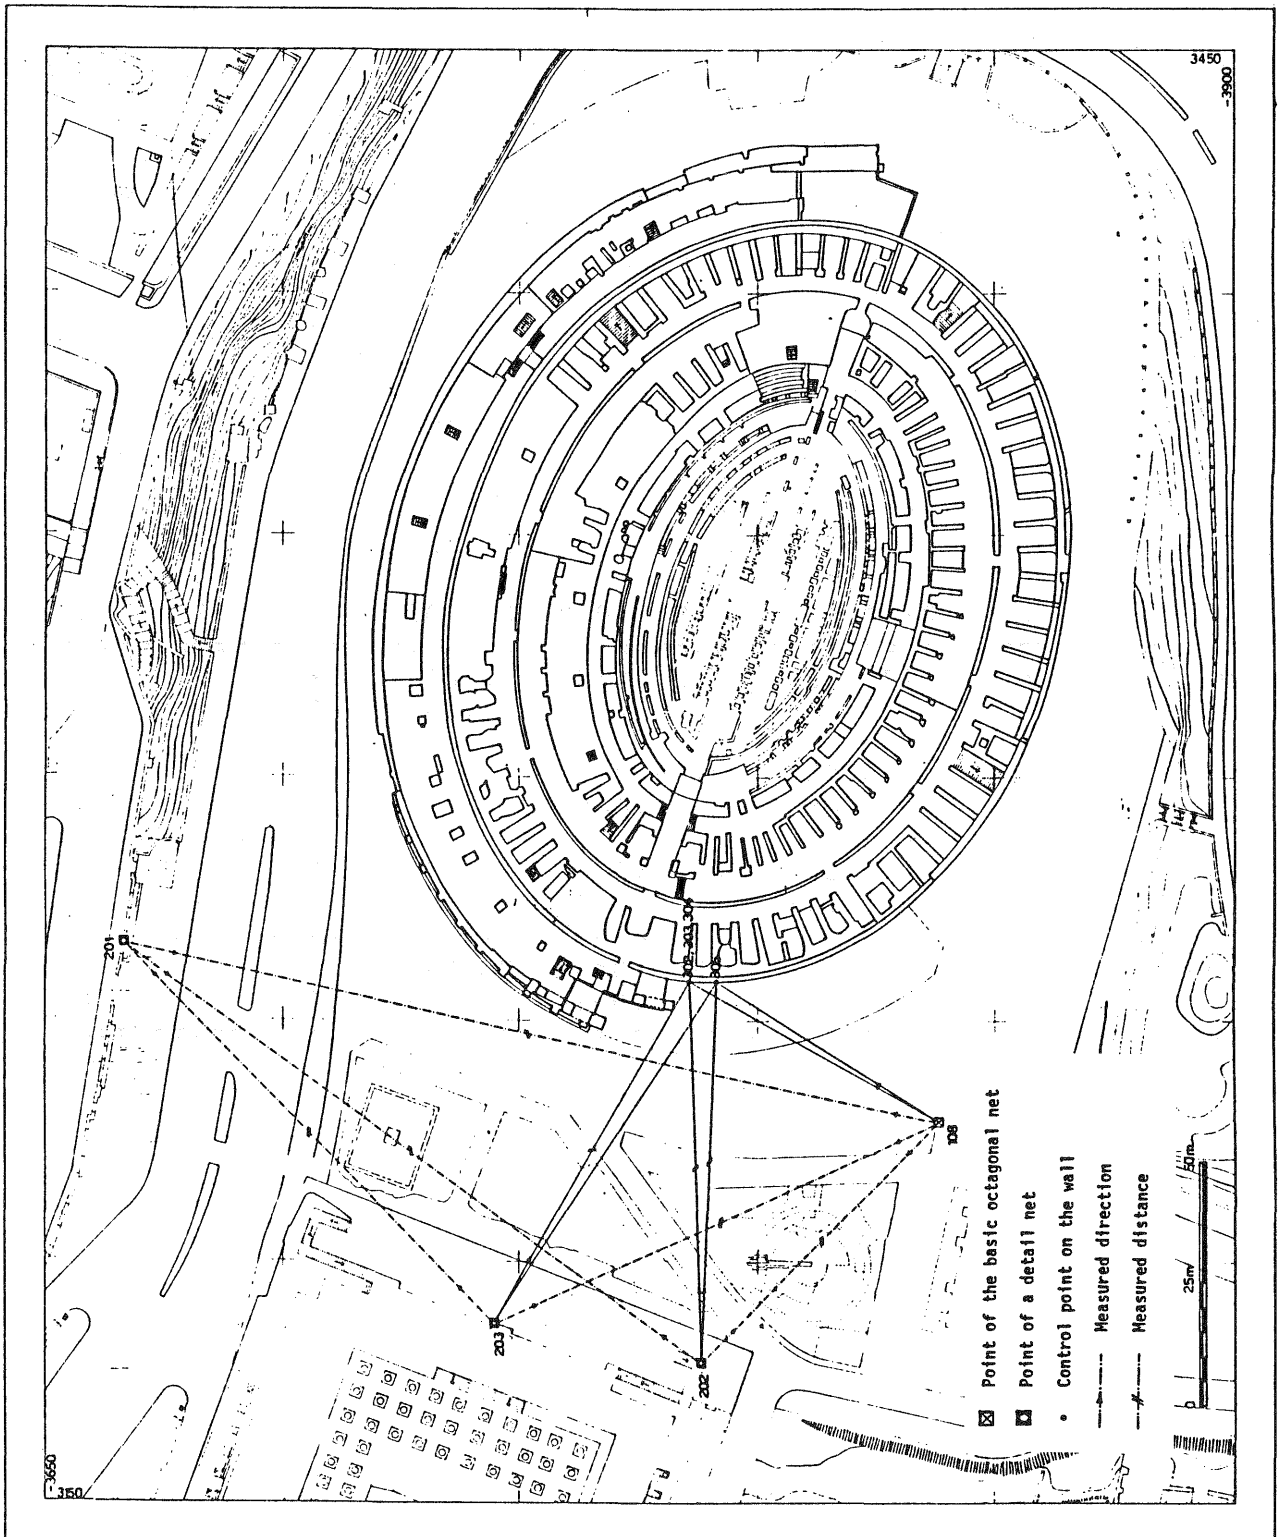 3450
-3900
201
302, 303, 304
203
202
108
Point of the basic octagonal net
Point of a detail net
Control point on the wall
Measured direction
Measured distance
0
25m
50m
-3650
-3150